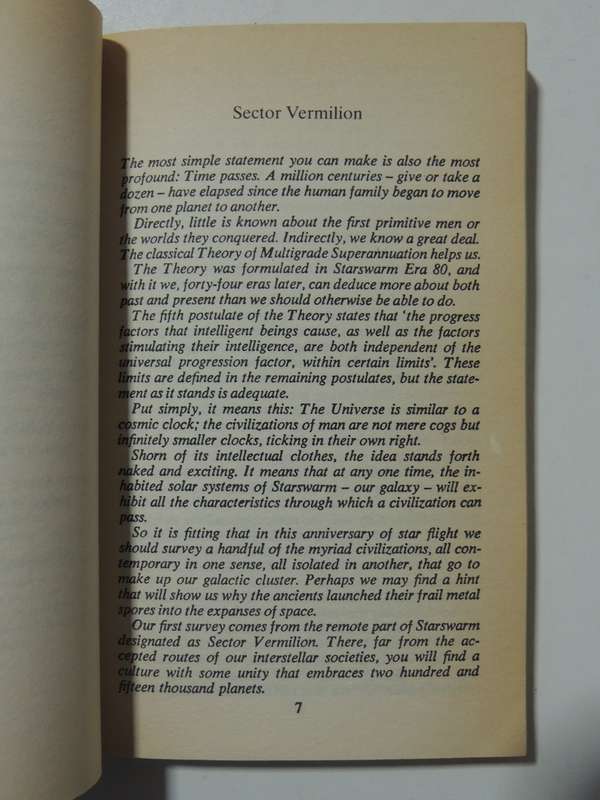 Sector Vermilion
The most simple statement you can make is also the most
profound: Time passes. A million centuries – give or take a
dozen – have elapsed since the human family began to move
from one planet to another.
Directly, little is known about the first primitive men or
the worlds they conquered. Indirectly, we know a great deal.
The classical Theory of Multigrade Superannuation helps us.
The Theory was formulated in Starswarm Era 80, and
with it we, forty-four eras later, can deduce more about both
past and present than we should otherwise be able to do.
The fifth postulate of the Theory states that ‘the progress
factors that intelligent beings cause, as well as the factors
stimulating their intelligence, are both independent of the
universal progression factor, within certain limits’. These
limits are defined in the remaining postulates, but the state-
ment as it stands is adequate.
Put simply, it means this: The Universe is similar to a
cosmic clock; the civilizations of man are not mere cogs but
infinitely smaller clocks, ticking in their own right.
Shorn of its intellectual clothes, the idea stands forth
naked and exciting. It means that at any one time, the in-
habited solar systems of Starswarm – our galaxy – will ex-
hibit all the characteristics through which a civilization can
pass.
So it is fitting that in this anniversary of star flight we
should survey a handful of the myriad civilizations, all con-
temporary in one sense, all isolated in another, that go to
make up our galactic cluster. Perhaps we may find a hint
that will show us why the ancients launched their frail metal
spores into the expanses of space.
Our first survey comes from the remote part of Starswarm
designated as Sector Vermilion. There, far from the ac-
cepted routes of our interstellar societies, you will find a
culture with some unity that embraces two hundred and
fifteen thousand planets.
7